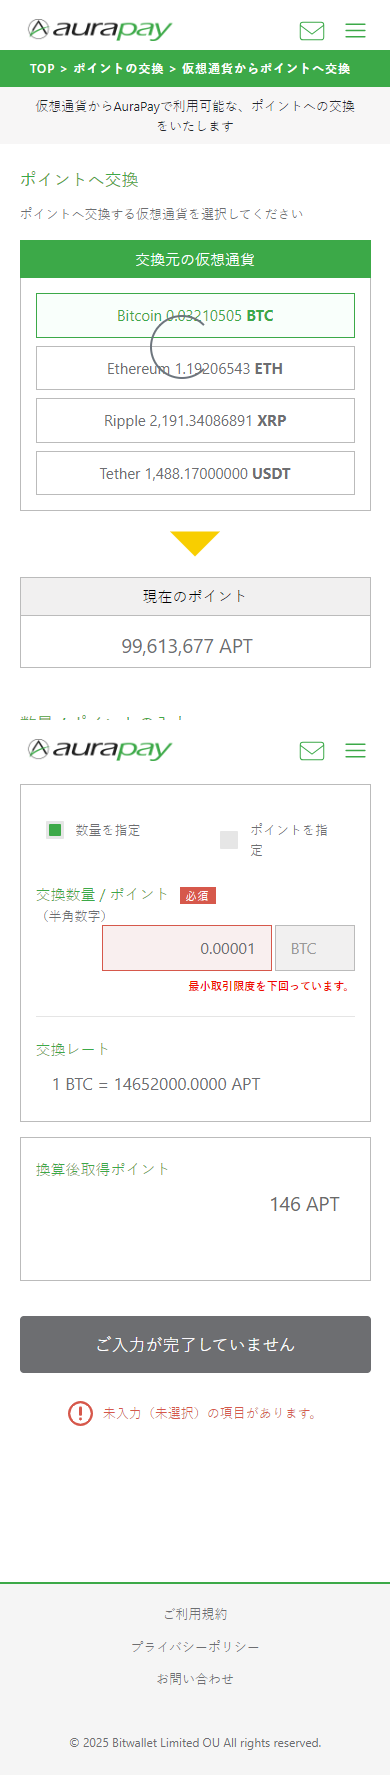 aurapay
TOP > ポイントの交換 > 仮想通貨からポイントへ交換
仮想通貨からAuraPayで利用可能な、ポイントへの交換
をいたします
ポイントへ交換
ポイントへ交換する仮想通貨を選択してください
交換元の仮想通貨
Bitcoin 0.03210505 BTC
Ethereum 1.19206543 ETH
Ripple 2,191.34086891 XRP
Tether 1,488.17000000 USDT
現在のポイント
99,613,677 APT
数量 / ポイントの入力
aurapay
数量を指定
ポイントを指
定
交換数量 / ポイント 必須
（半角数字）
0.00001 BTC
最小取引限度を下回っています。
交換レート
1 BTC = 14652000.0000 APT
換算後取得ポイント
146 APT
ご入力が完了していません
未入力（未選択）の項目があります。
ご利用規約
プライバシーポリシー
お問い合わせ
© 2025 Bitwallet Limited OU All rights reserved.